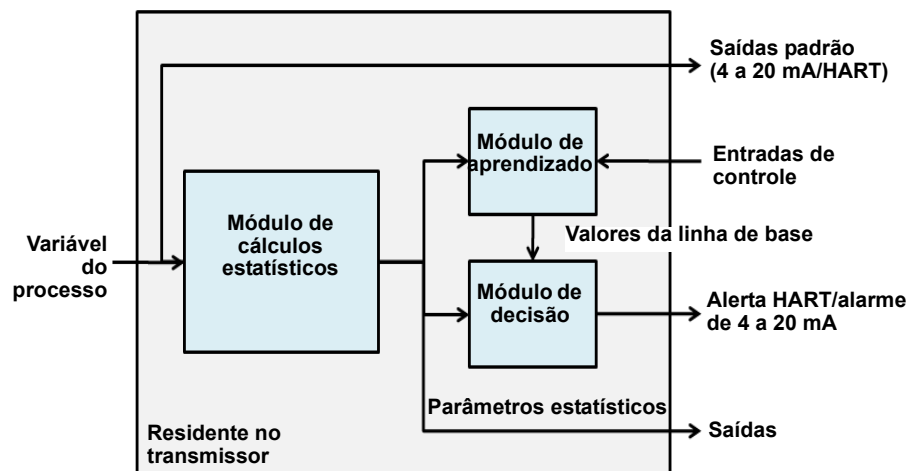 Saídas padrão
(4 a 20 mA/HART)
Módulo de
aprendizado
Entradas de
controle
Módulo de
cálculos
estatísticos
Variável
do
processo
Valores da linha de base
Módulo de
decisão
Alerta HART/alarme
de 4 a 20 mA
Parâmetros estatísticos
Saídas
Residente no
transmissor